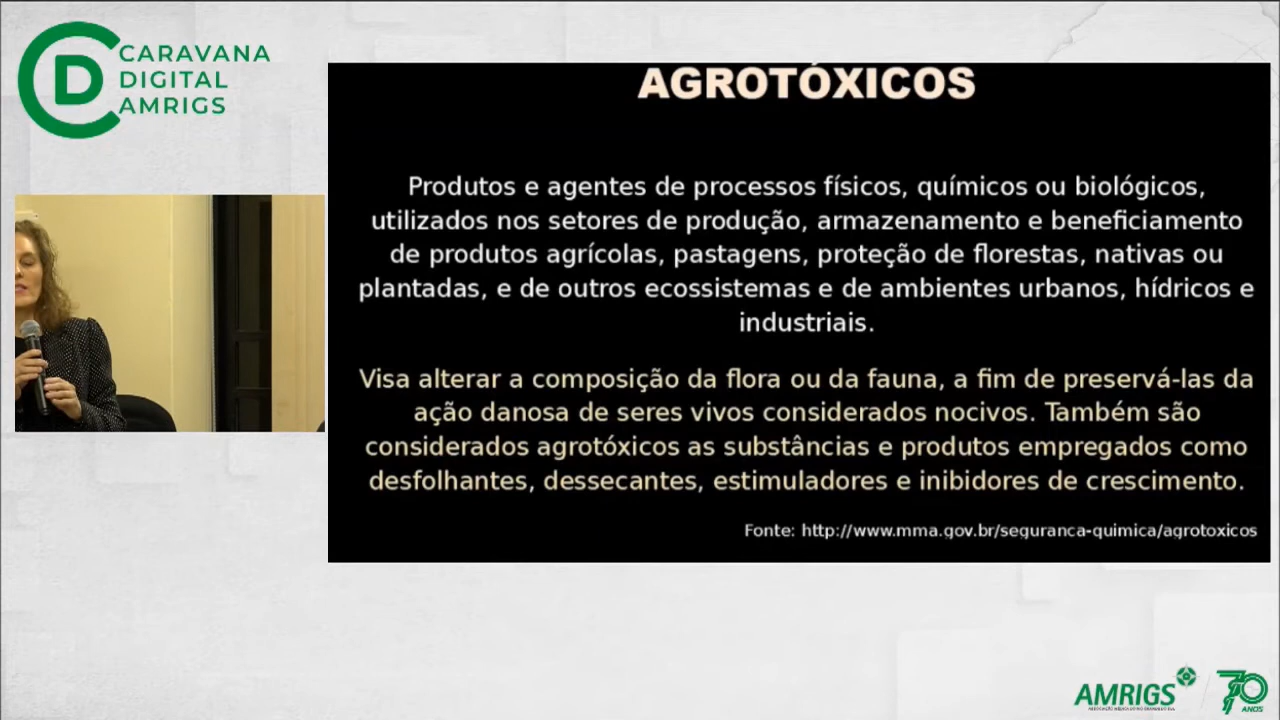 CARAVANA
DIGITAL
AMRIGS
AGROTÓXICOS
Produtos e agentes de processos físicos, químicos ou biológicos,
utilizados nos setores de produção, armazenamento e beneficiamento
de produtos agrícolas, pastagens, proteção de florestas, nativas ou
plantadas, e de outros ecossistemas e de ambientes urbanos, hídricos e
industriais.
Visa alterar a composição da flora ou da fauna, a fim de preservá-las da
ação danosa de seres vivos considerados nocivos. Também são
considerados agrotóxicos as substâncias e produtos empregados como
desfolhantes, dessecantes, estimuladores e inibidores de crescimento.
Fonte: http://www.mma.gov.br/seguranca-quimica/agrotoxicos
AMRIGS
70
ANOS